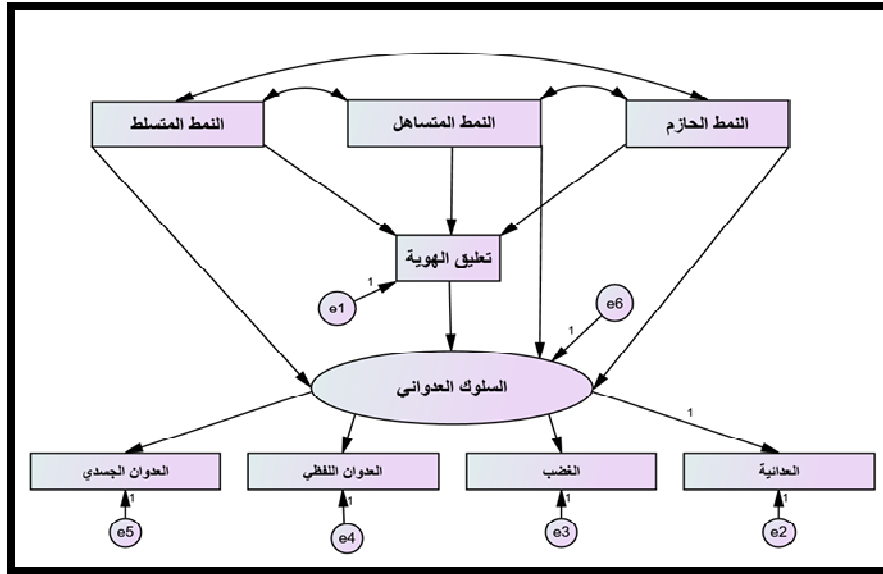 النمط الحازم
النمط المتساهل
النمط المتسلط
تعليق الهوية
1
e1
e6
1
السلوك العدواني
1
العدائية
الغضب
العدوان اللفظي
العدوان الجسدي
1
1
1
1
e2
e3
e4
e5